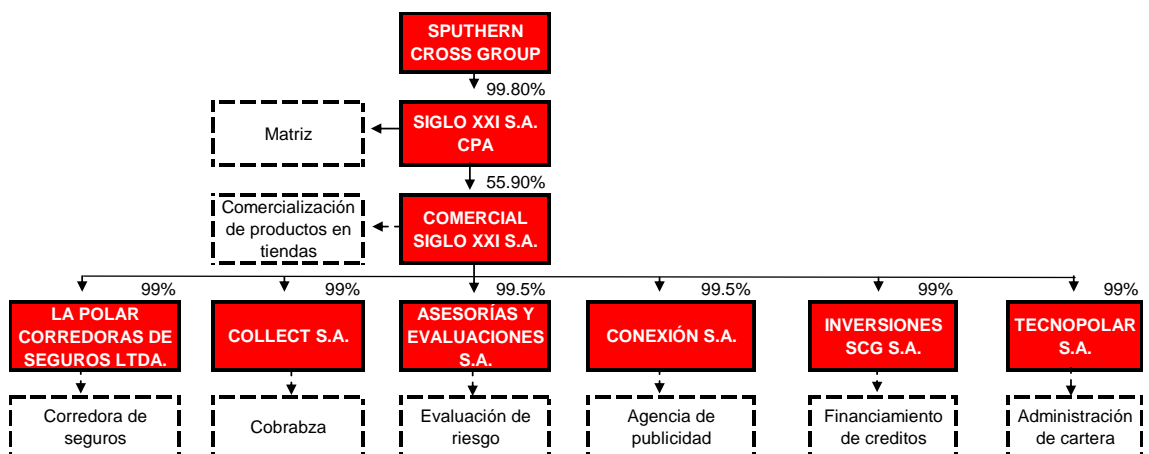 SPUTHERN
CROSS GROUP
99.80%
Matriz
SIGLO XXI S.A.
CPA
55.90%
Comercialización
de productos en
tiendas
COMERCIAL
SIGLO XXI S.A.
99%
99%
99.5%
99.5%
99%
99%
LA POLAR
CORREDORAS DE
SEGUROS LTDA.
COLLECT S.A.
ASESORÍAS Y
EVALUACIONES
S.A.
CONEXIÓN S.A.
INVERSIONES
SCG S.A.
TECNOPOLAR
S.A.
Corredora de
seguros
Cobrabza
Evaluación de
riesgo
Agencia de
publicidad
Financiamiento
de creditos
Administración
de cartera